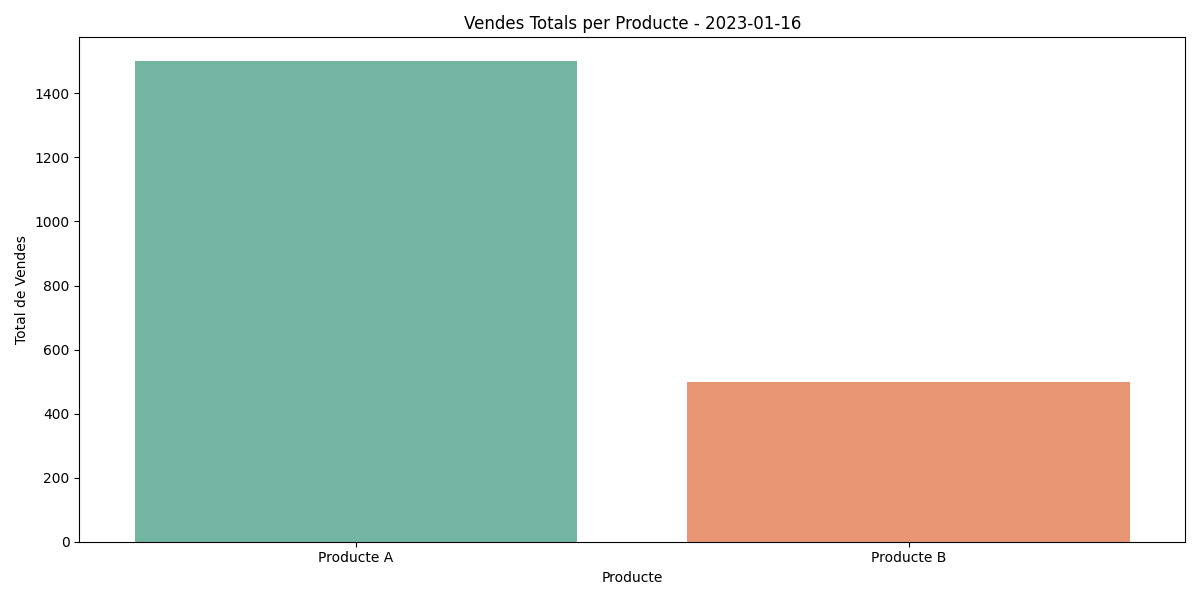 Vendes Totals per Producte - 2023-01-16
Total de Vendes
1400
1200
1000
800
600
400
200
0
Producte A
Producte B
Producte